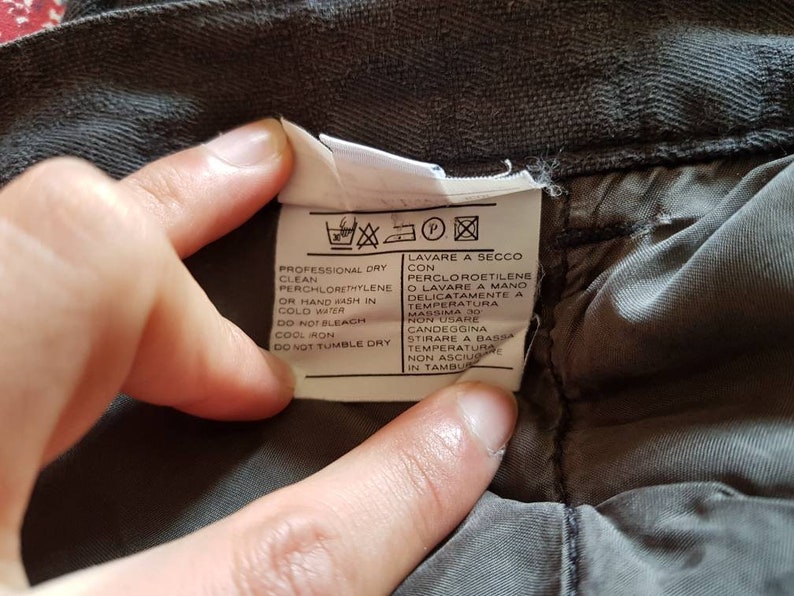 30 P
PROFESSIONAL DRY
CLEAN
PERCHLORETHYLENE
OR HAND WASH IN
COLD WATER
DO NOT BLEACH
COOL IRON
DO NOT TUMBLE DRY
LAVARE A SECCO
CON
PERCLOROETILENE
O LAVARE A MANO
DELICATAMENTE A
TEMPERATURA
MASSIMA 30°
NON USARE
CANDEGGINA
STIRARE A BASSA
TEMPERATURA
NON ASCIUGARE
IN TAMBUR